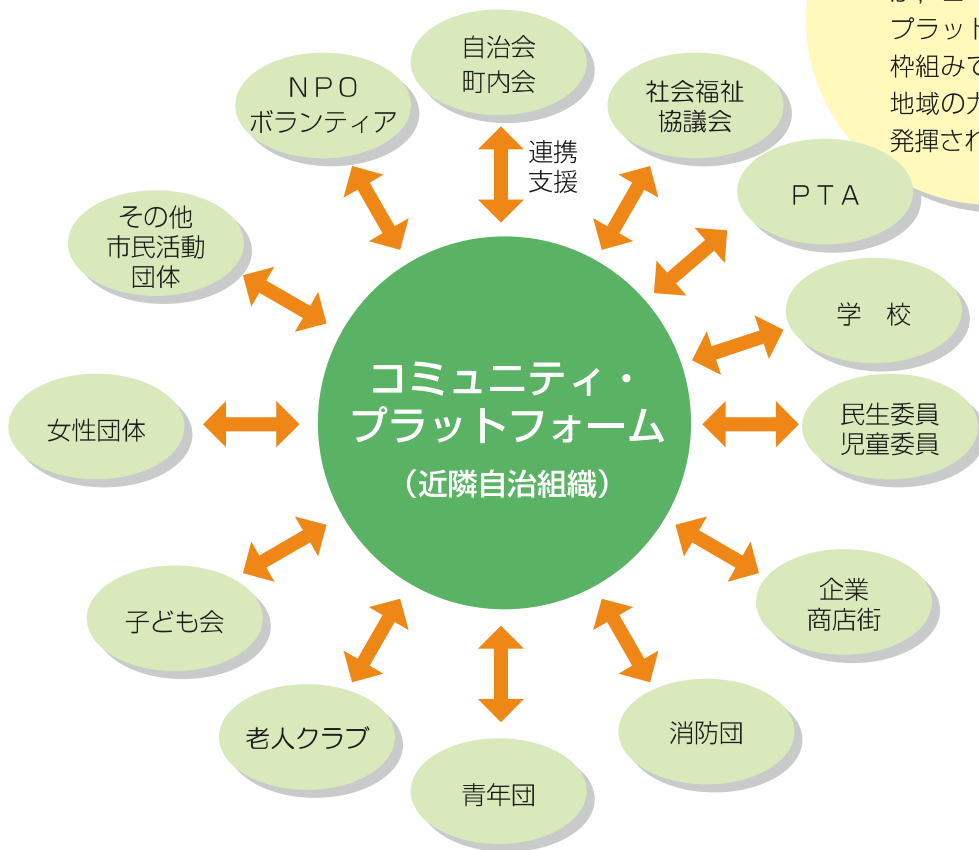 プラット
枠組みで
地域の力
発揮され
自治会
町内会
連携
支援
社会福祉
協議会
ＰＴＡ
学　校
民生委員
児童委員
企業
商店街
消防団
青年団
老人クラブ
子ども会
女性団体
その他
市民活動
団体
ＮＰＯ
ボランティア
コミュニティ・
プラットフォーム
（近隣自治組織）